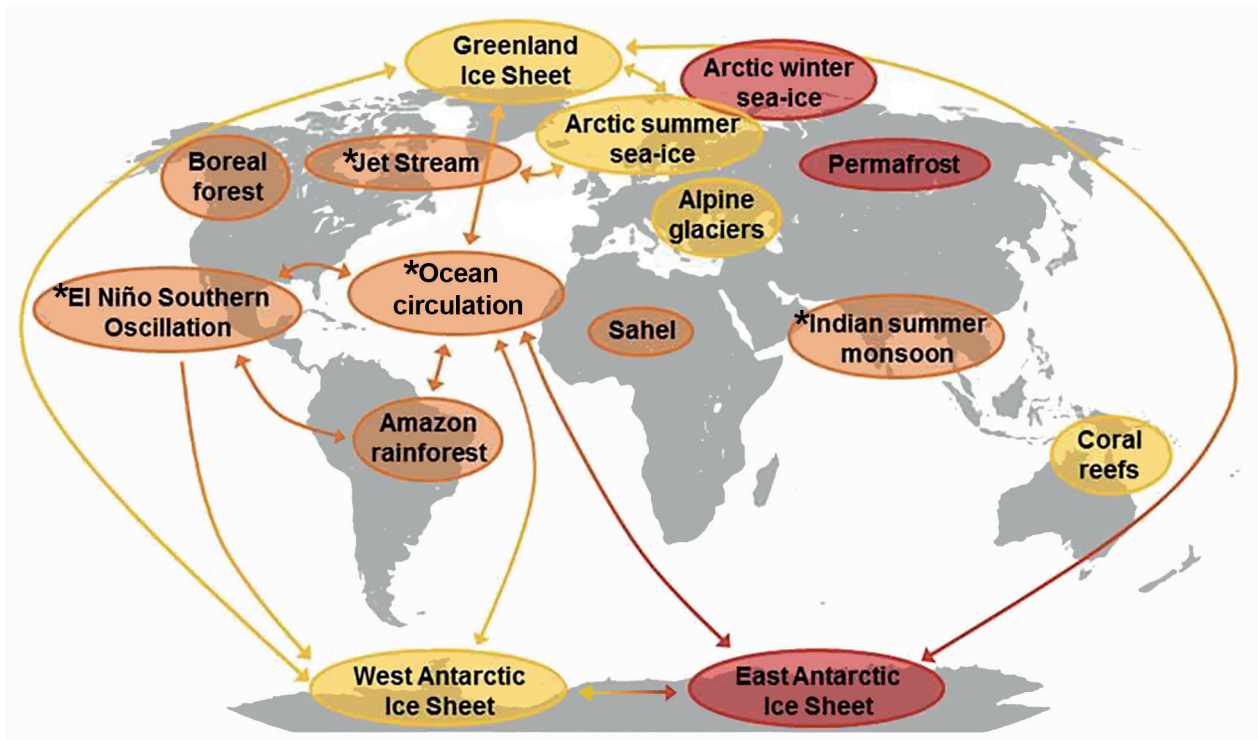 Greenland
Ice Sheet
Arctic winter
sea-ice
Arctic summer
sea-ice
Boreal
forest
*Jet Stream
Permafrost
Alpine
glaciers
*El Niño Southern
Oscillation
*Ocean
circulation
Sahel
*Indian summer
monsoon
Amazon
rainforest
Coral
reefs
West Antarctic
Ice Sheet
East Antarctic
Ice Sheet